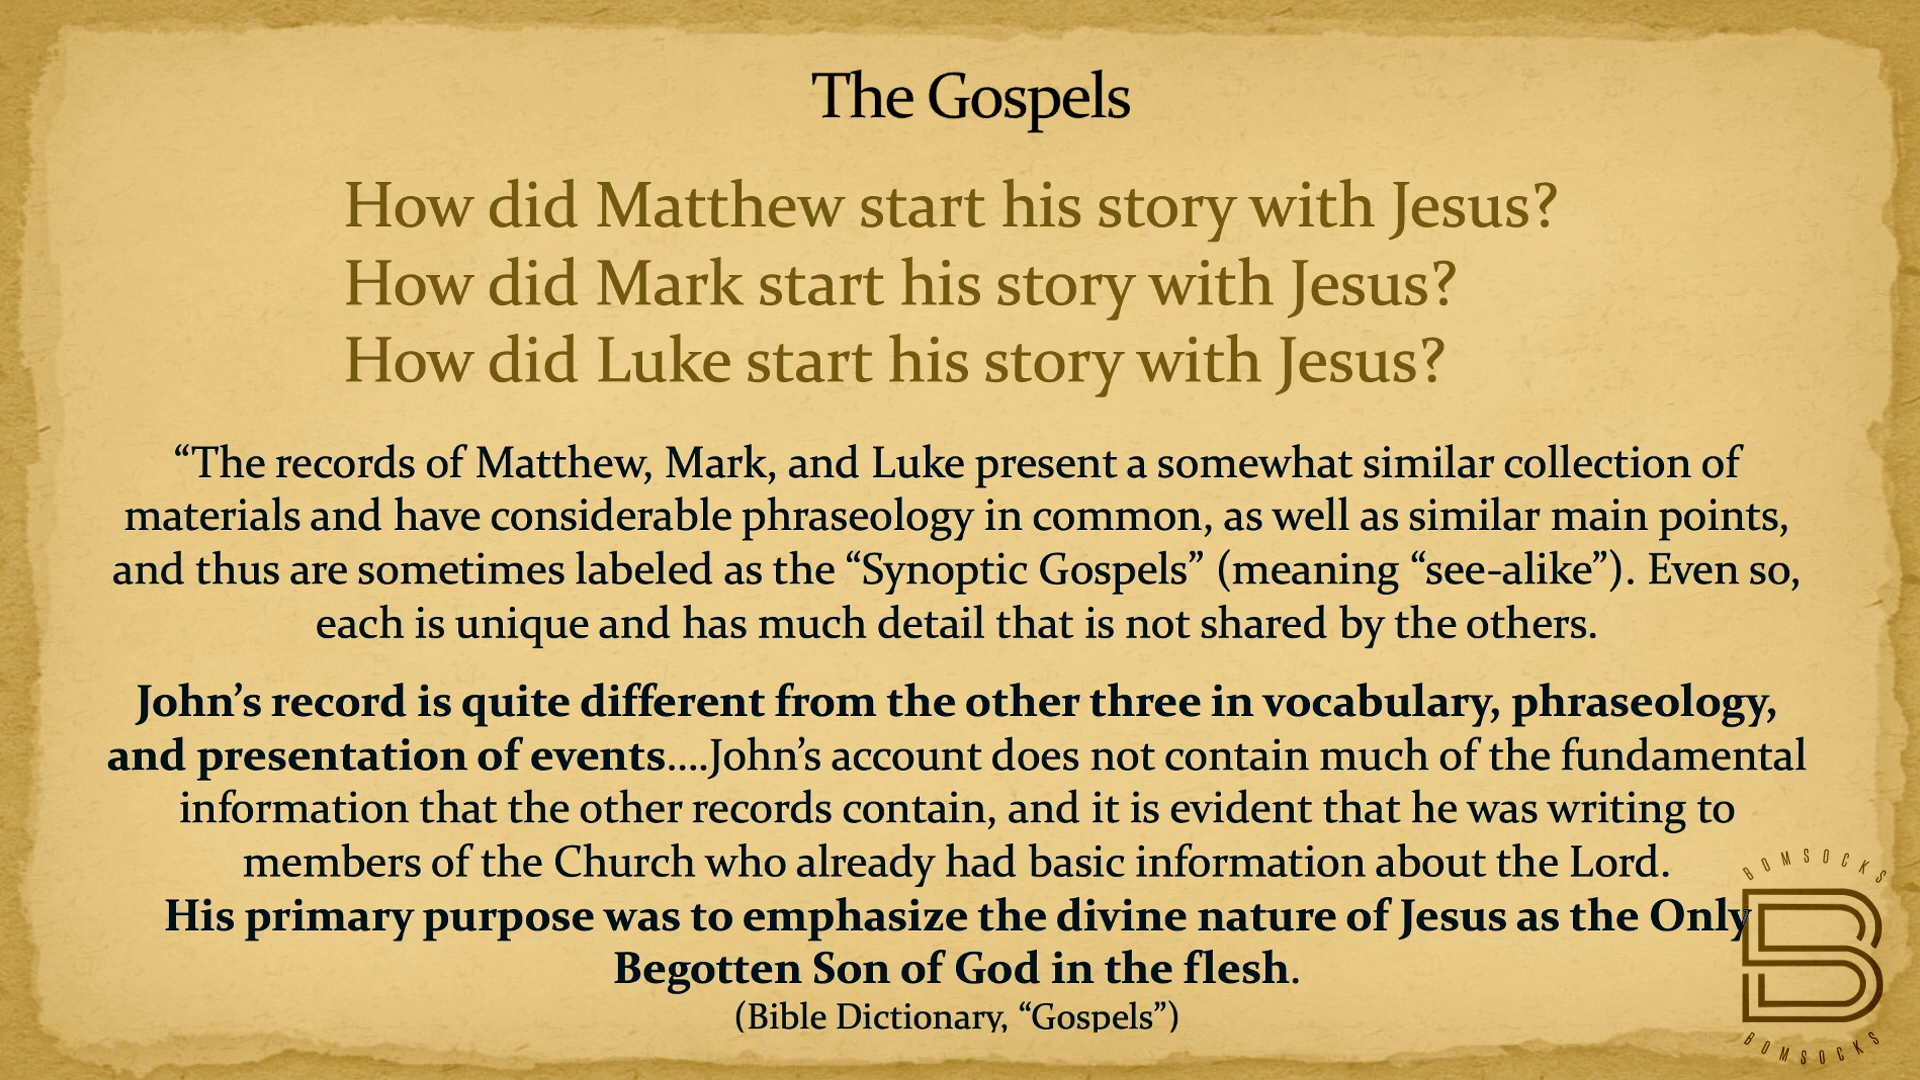 The Gospels
How did Matthew start his story with Jesus?
How did Mark start his story with Jesus?
How did Luke start his story with Jesus?
“The records of Matthew, Mark, and Luke present a somewhat similar collection of
materials and have considerable phraseology in common, as well as similar main points,
and thus are sometimes labeled as the “Synoptic Gospels” (meaning “see-alike”). Even so,
each is unique and has much detail that is not shared by the others.
John’s record is quite different from the other three in vocabulary, phraseology,
and presentation of events....John’s account does not contain much of the fundamental
information that the other records contain, and it is evident that he was writing to
members of the Church who already had basic information about the Lord.
His primary purpose was to emphasize the divine nature of Jesus as the Only
Begotten Son of God in the flesh.
(Bible Dictionary, “Gospels”)
BOMSOCKS
B
BOMSOCKS